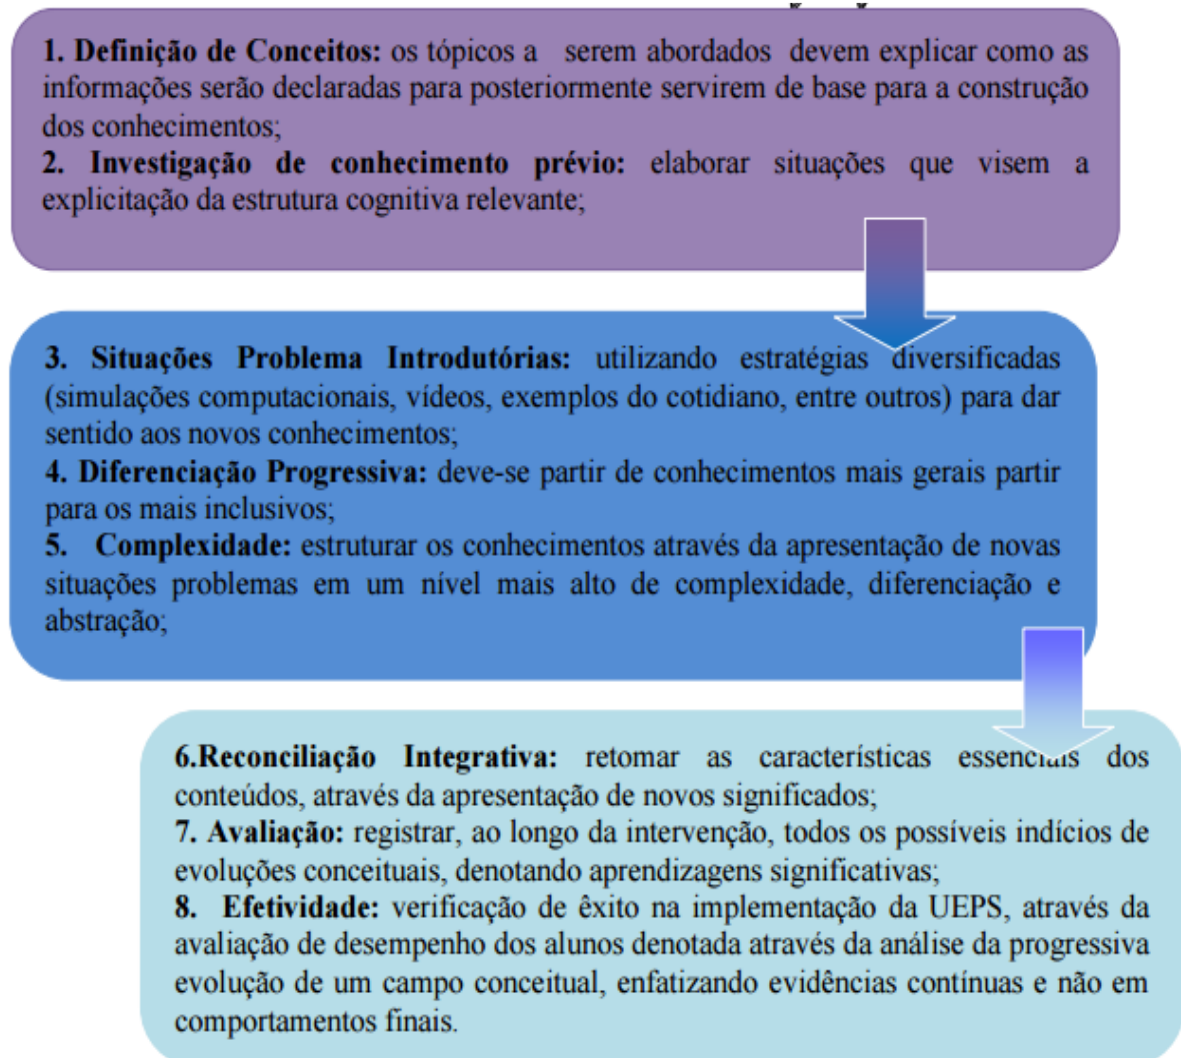 1. Definição de Conceitos: os tópicos a serem abordados devem explicar como as
informações serão declaradas para posteriormente servirem de base para a construção
dos conhecimentos;
2. Investigação de conhecimento prévio: elaborar situações que visem a
explicitação da estrutura cognitiva relevante;
3. Situações Problema Introdutórias: utilizando estratégias diversificadas
(simulações computacionais, vídeos, exemplos do cotidiano, entre outros) para dar
sentido aos novos conhecimentos;
4. Diferenciação Progressiva: deve-se partir de conhecimentos mais gerais partir
para os mais inclusivos;
5. Complexidade: estruturar os conhecimentos através da apresentação de novas
situações problemas em um nível mais alto de complexidade, diferenciação e
abstração;
6.Reconciliação Integrativa: retomar as características essenciais dos
conteúdos, através da apresentação de novos significados;
7. Avaliação: registrar, ao longo da intervenção, todos os possíveis indícios de
evoluções conceituais, denotando aprendizagens significativas;
8. Efetividade: verificação de êxito na implementação da UEPS, através da
avaliação de desempenho dos alunos denotada através da análise da progressiva
evolução de um campo conceitual, enfatizando evidências contínuas e não em
comportamentos finais.